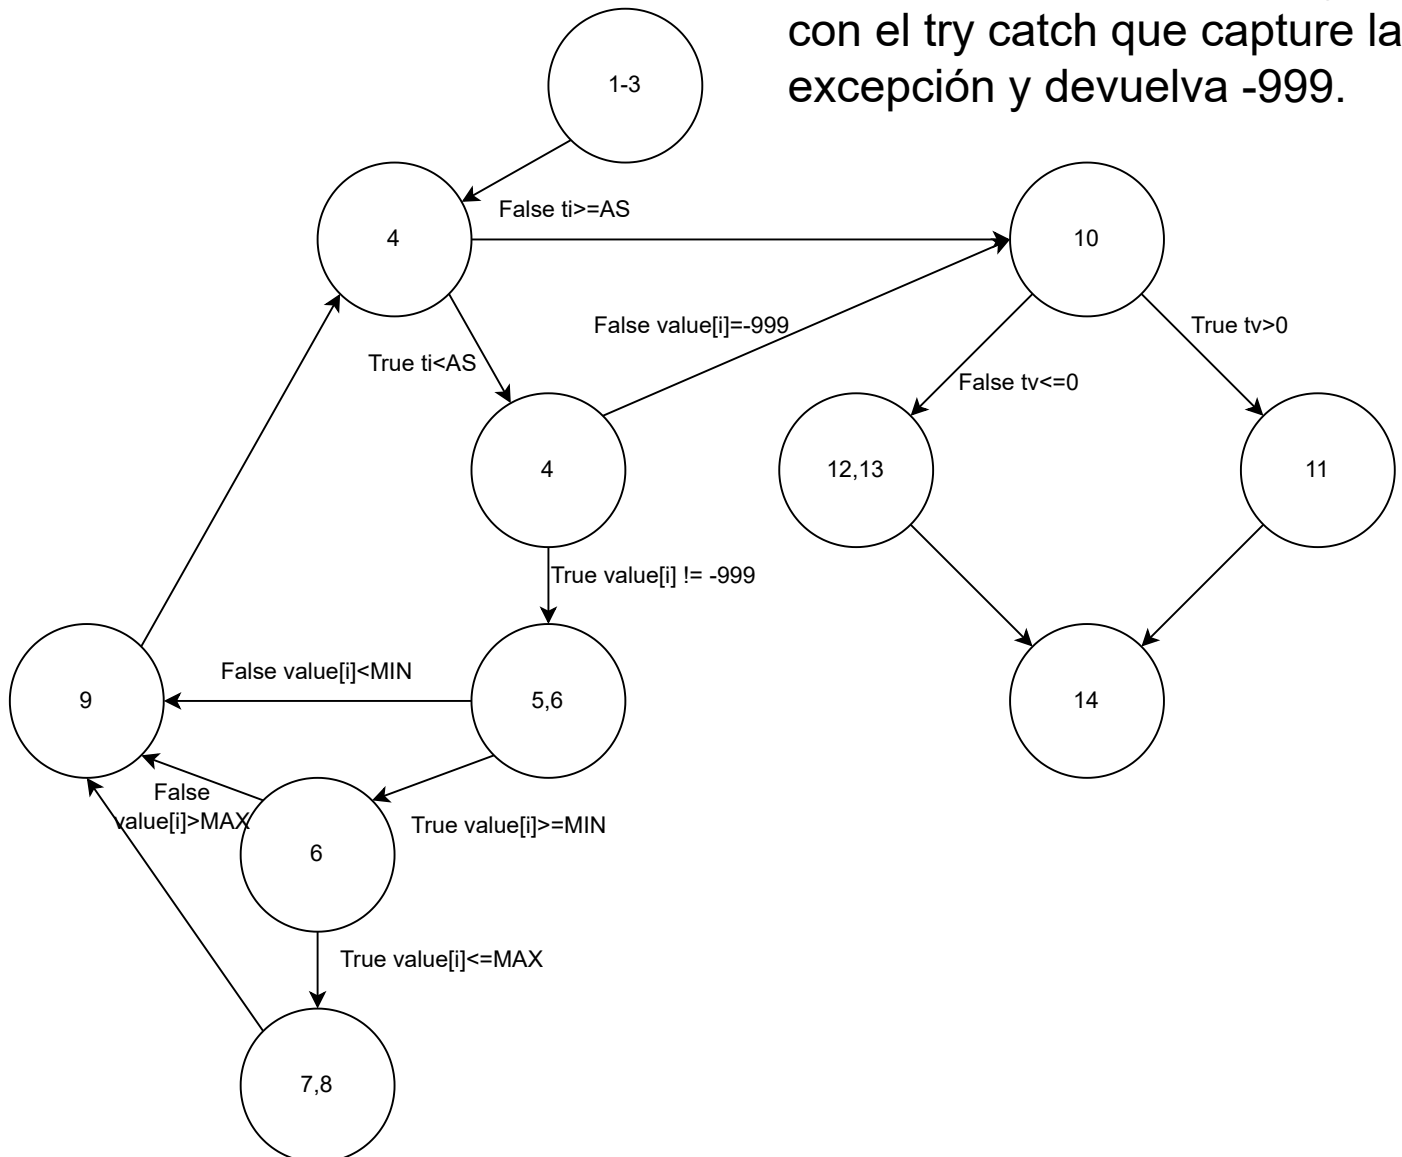 con el try catch que capture la
excepción y devuelva -999.
1-3
False ti>=AS
4
10
False value[i]=-999
True tv>0
True ti<AS
False tv<=0
4
12,13
11
True value[i] != -999
False value[i]<MIN
9
5,6
14
False
value[i]>MAX
True value[i]>=MIN
6
True value[i]<=MAX
7,8